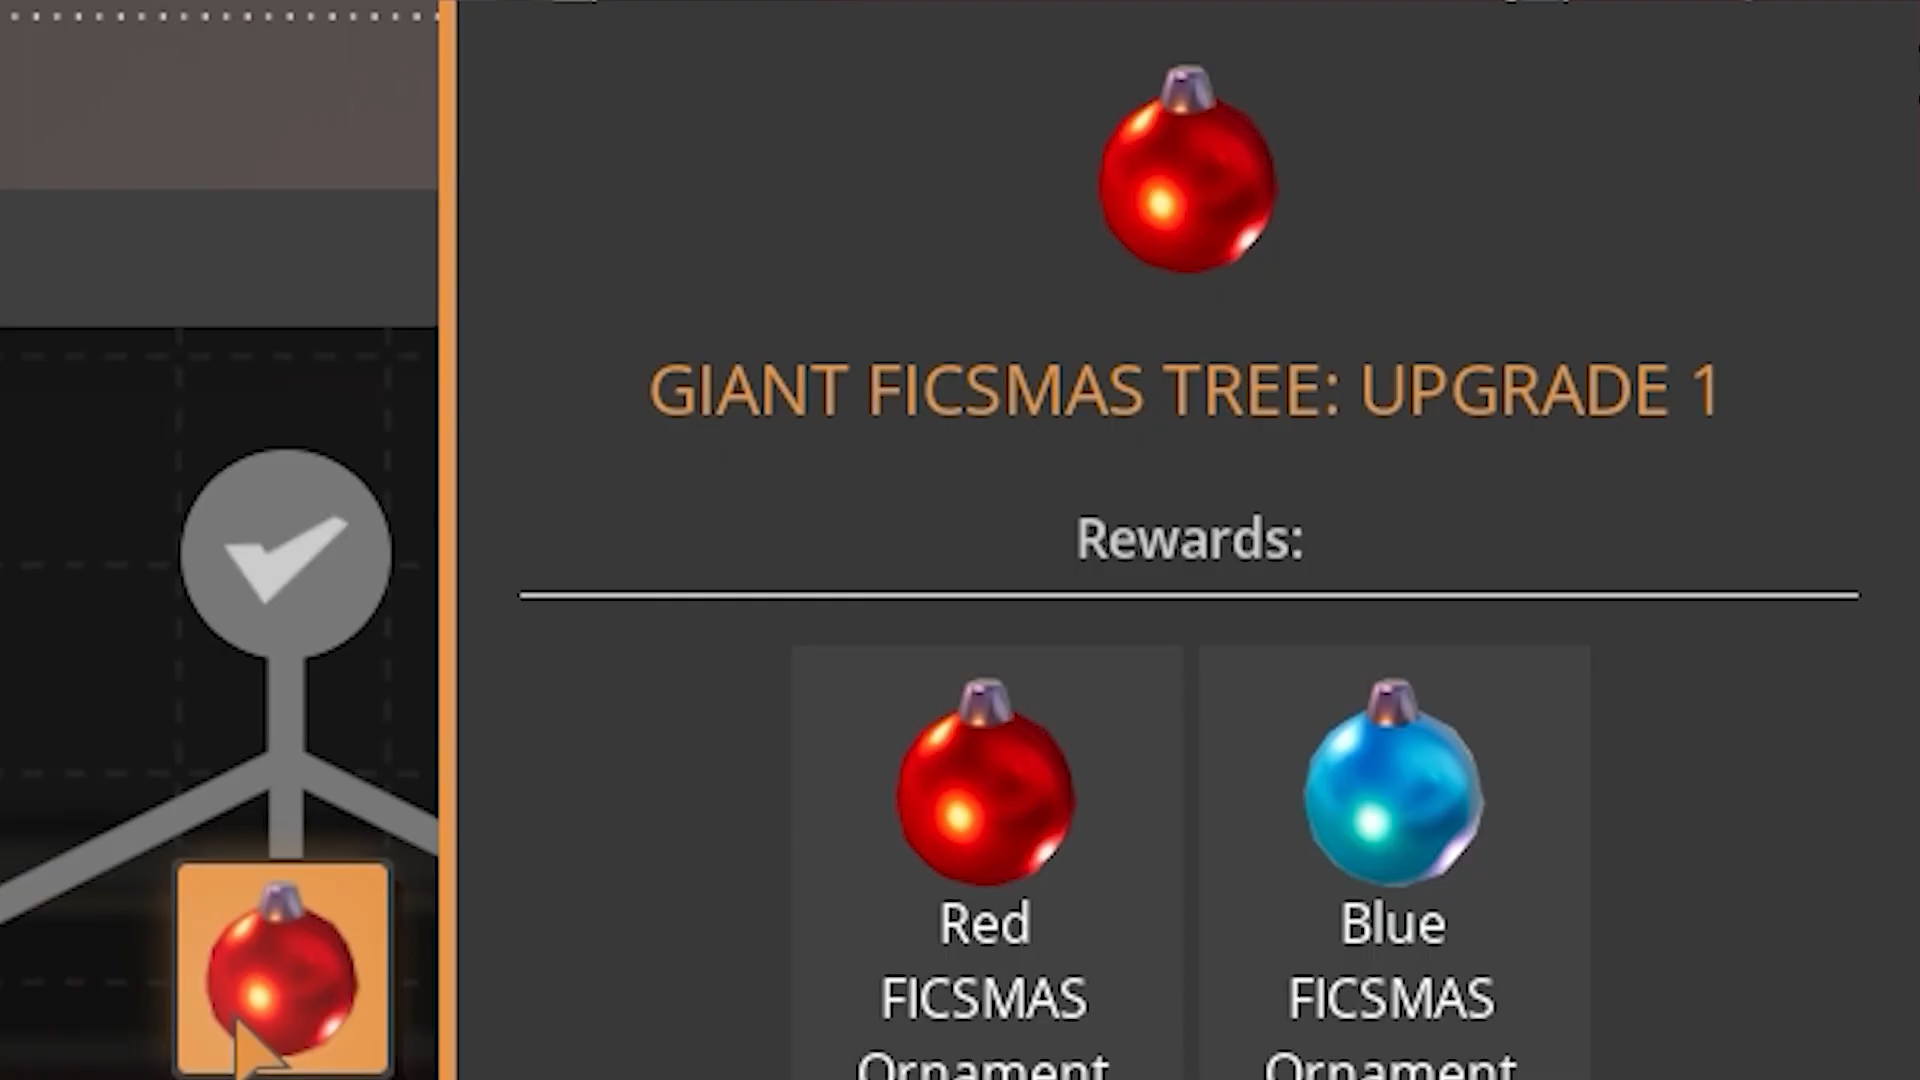 GIANT FICSMAS TREE: UPGRADE 1
Rewards:
Red
FICSMAS
Ornament
Blue
FICSMAS
Ornament